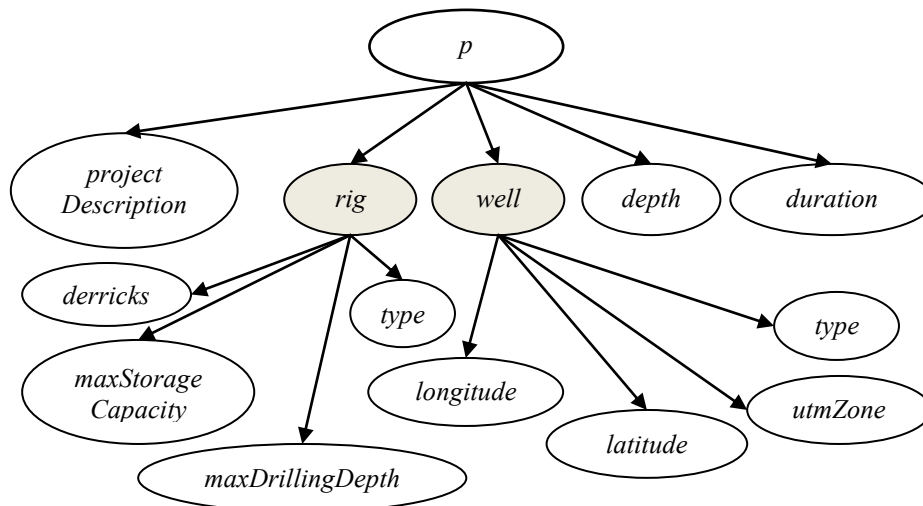 p
project
Description
rig
well
depth
duration
derricks
type
type
maxStorage
Capacity
longitude
utmZone
latitude
maxDrillingDepth